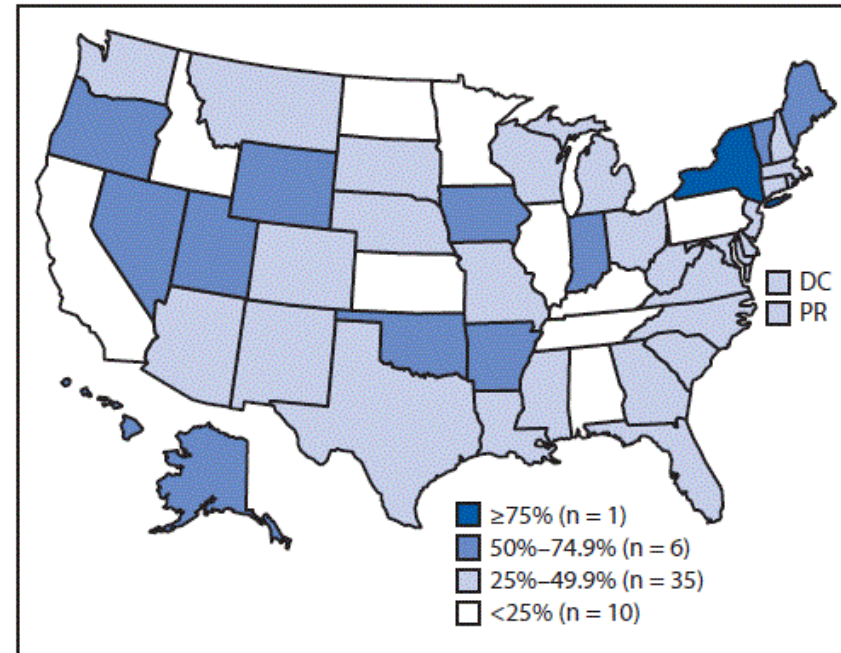 DC
PR
≥75% (n = 1)
50%–74.9% (n = 6)
25%–49.9% (n = 35)
<25% (n = 10)